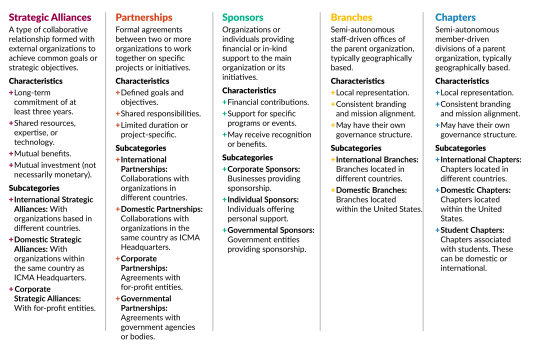 Strategic Alliances
A type of collaborative
relationship formed with
external organizations to
achieve common goals or
strategic objectives.
Characteristics
+Long-term
commitment of at
least three years.
+Shared resources,
expertise, or
technology.
+Mutual benefits.
+Mutual investment (not
necessarily monetary).
Subcategories
+International Strategic
Alliances: With
organizations based in
different countries.
+Domestic Strategic
Alliances: With
organizations within
the same country as
ICMA Headquarters.
+Corporate
Strategic Alliances:
With for-profit entities.
Partnerships
Formal agreements
between two or more
organizations to work
together on specific
projects or initiatives.
Characteristics
+Defined goals and
objectives.
+Shared responsibilities.
+Limited duration or
project-specific.
Subcategories
+International
Partnerships:
Collaborations with
organizations in
different countries.
+Domestic Partnerships:
Collaborations with
organizations in the
same country as ICMA
Headquarters.
+Corporate
Partnerships:
Agreements with
for-profit entities.
+Governmental
Partnerships:
Agreements with
government agencies
or bodies.
Sponsors
Organizations or
individuals providing
financial or in-kind
support to the main
organization or its
initiatives.
Characteristics
+Financial contributions.
+Support for specific
programs or events.
+May receive recognition
or benefits.
Subcategories
+Corporate Sponsors:
Businesses providing
sponsorship.
+Individual Sponsors:
Individuals offering
personal support.
+Governmental Sponsors:
Government entities
providing sponsorship.
Branches
Semi-autonomous
staff-driven offices of
the parent organization,
typically geographically
based.
Characteristics
+Local representation.
+Consistent branding
and mission alignment.
+May have their own
governance structure.
Subcategories
+International Branches:
Branches located in
different countries.
+Domestic Branches:
Branches located
within the United States.
Chapters
Semi-autonomous
member-driven
divisions of a parent
organization, typically
geographically based.
Characteristics
+Local representation.
+Consistent branding
and mission alignment.
+May have their own
governance structure.
Subcategories
+International Chapters:
Chapters located in
different countries.
+Domestic Chapters:
Chapters located
within the United
States.
+Student Chapters:
Chapters associated
with students. These
can be domestic or
international.